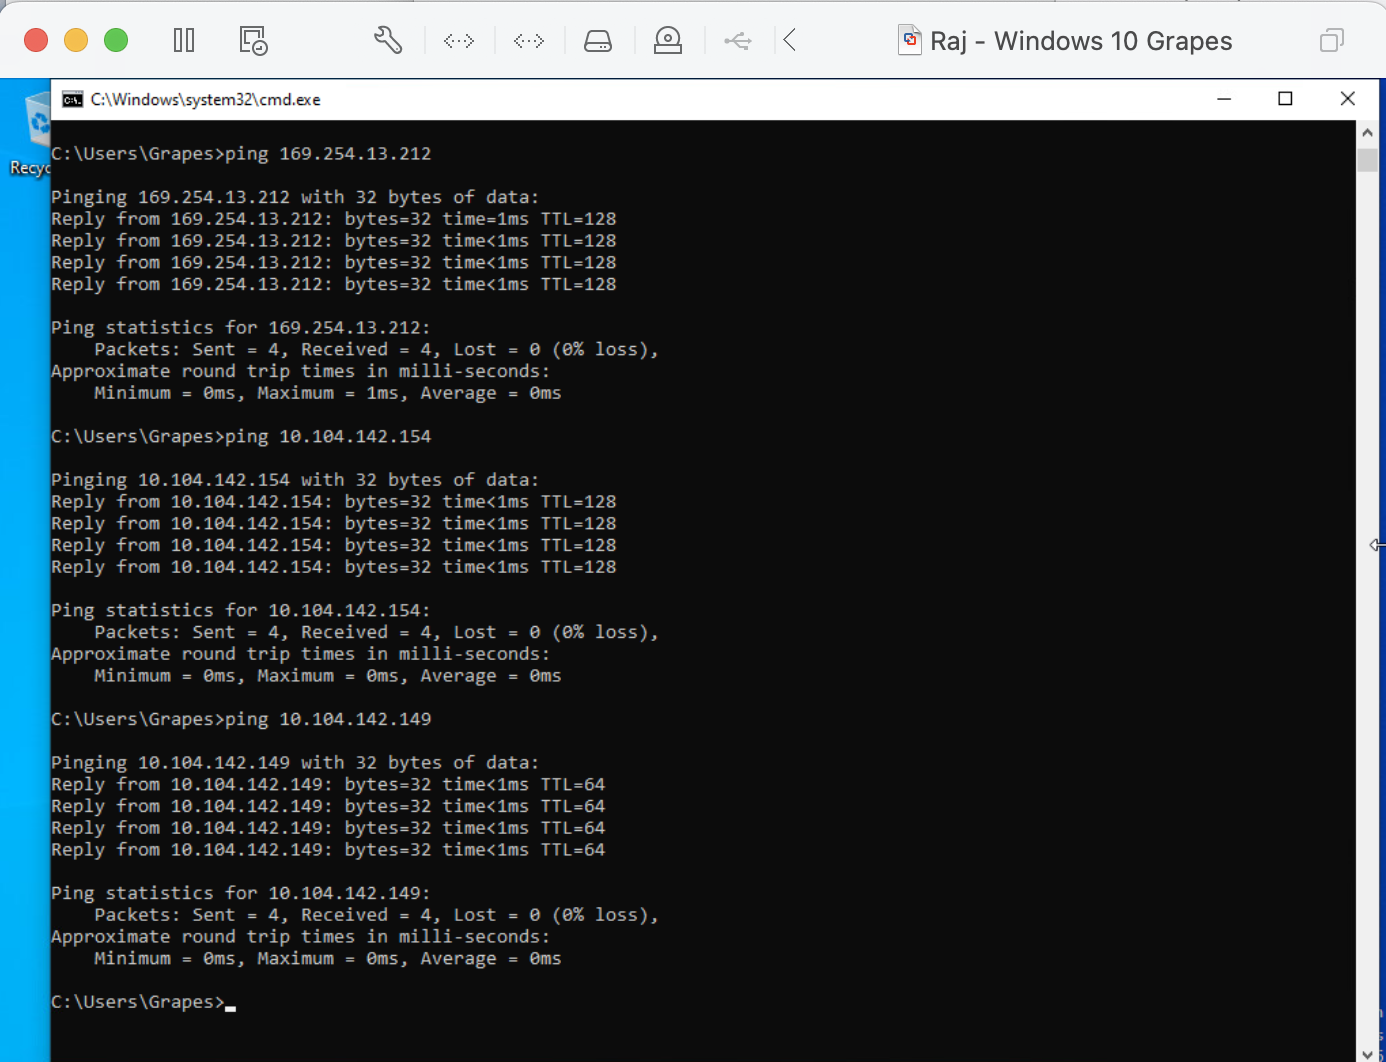 Raj - Windows 10 Grapes
C:\Windows\system32\cmd.exe
Recyc
C:\Users\Grapes>ping 169.254.13.212
Pinging 169.254.13.212 with 32 bytes of data:
Reply from 169.254.13.212: bytes=32 time=1ms TTL=128
Reply from 169.254.13.212: bytes=32 time<1ms TTL=128
Reply from 169.254.13.212: bytes=32 time<1ms TTL=128
Reply from 169.254.13.212: bytes=32 time<1ms TTL=128
Ping statistics for 169.254.13.212:
    Packets: Sent = 4, Received = 4, Lost = 0 (0% loss),
Approximate round trip times in milli-seconds:
    Minimum = 0ms, Maximum = 1ms, Average = 0ms
C:\Users\Grapes>ping 10.104.142.154
Pinging 10.104.142.154 with 32 bytes of data:
Reply from 10.104.142.154: bytes=32 time<1ms TTL=128
Reply from 10.104.142.154: bytes=32 time<1ms TTL=128
Reply from 10.104.142.154: bytes=32 time<1ms TTL=128
Reply from 10.104.142.154: bytes=32 time<1ms TTL=128
Ping statistics for 10.104.142.154:
    Packets: Sent = 4, Received = 4, Lost = 0 (0% loss),
Approximate round trip times in milli-seconds:
    Minimum = 0ms, Maximum = 0ms, Average = 0ms
C:\Users\Grapes>ping 10.104.142.149
Pinging 10.104.142.149 with 32 bytes of data:
Reply from 10.104.142.149: bytes=32 time<1ms TTL=64
Reply from 10.104.142.149: bytes=32 time<1ms TTL=64
Reply from 10.104.142.149: bytes=32 time<1ms TTL=64
Reply from 10.104.142.149: bytes=32 time<1ms TTL=64
Ping statistics for 10.104.142.149:
    Packets: Sent = 4, Received = 4, Lost = 0 (0% loss),
Approximate round trip times in milli-seconds:
    Minimum = 0ms, Maximum = 0ms, Average = 0ms
C:\Users\Grapes>